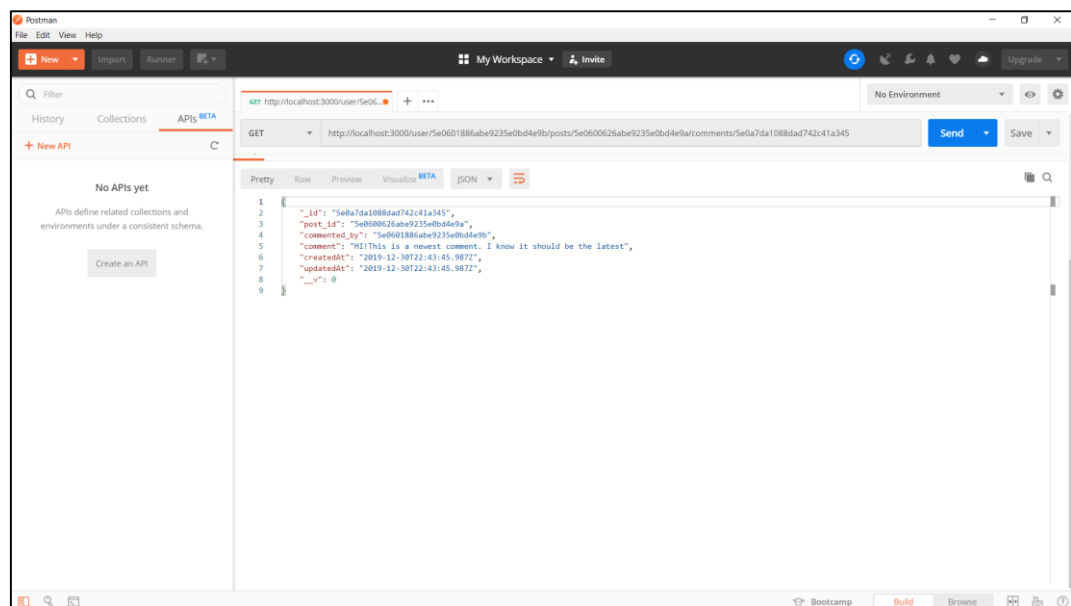 Postman
File Edit View Help
New Import Runner My Workspace Invite Upgrade
Filter
History Collections APIs BETA
+ New API
No APIs yet
APIs define related collections and
environments under a consistent schema.
Create an API
GET http://localhost:3000/user/5e06... + ••• No Environment
GET http://localhost:3000/user/5e0601886abe9235e0bd4e9b/posts/5e0600626abe9235e0bd4e9a/comments/5e0a7da1088dad742c41a345 Send Save
Pretty Raw Preview Visualize BETA JSON
1 {
2 "_id": "5e0a7da1088dad742c41a345",
3 "post_id": "5e0600626abe9235e0bd4e9a",
4 "commented_by": "5e0601886abe9235e0bd4e9b",
5 "comment": "HI!This is a newest comment. I know it should be the latest",
6 "createdAt": "2019-12-30T22:43:45.987Z",
7 "updatedAt": "2019-12-30T22:43:45.987Z",
8 "__v": 0
9 }
Bootcamp Build Browse